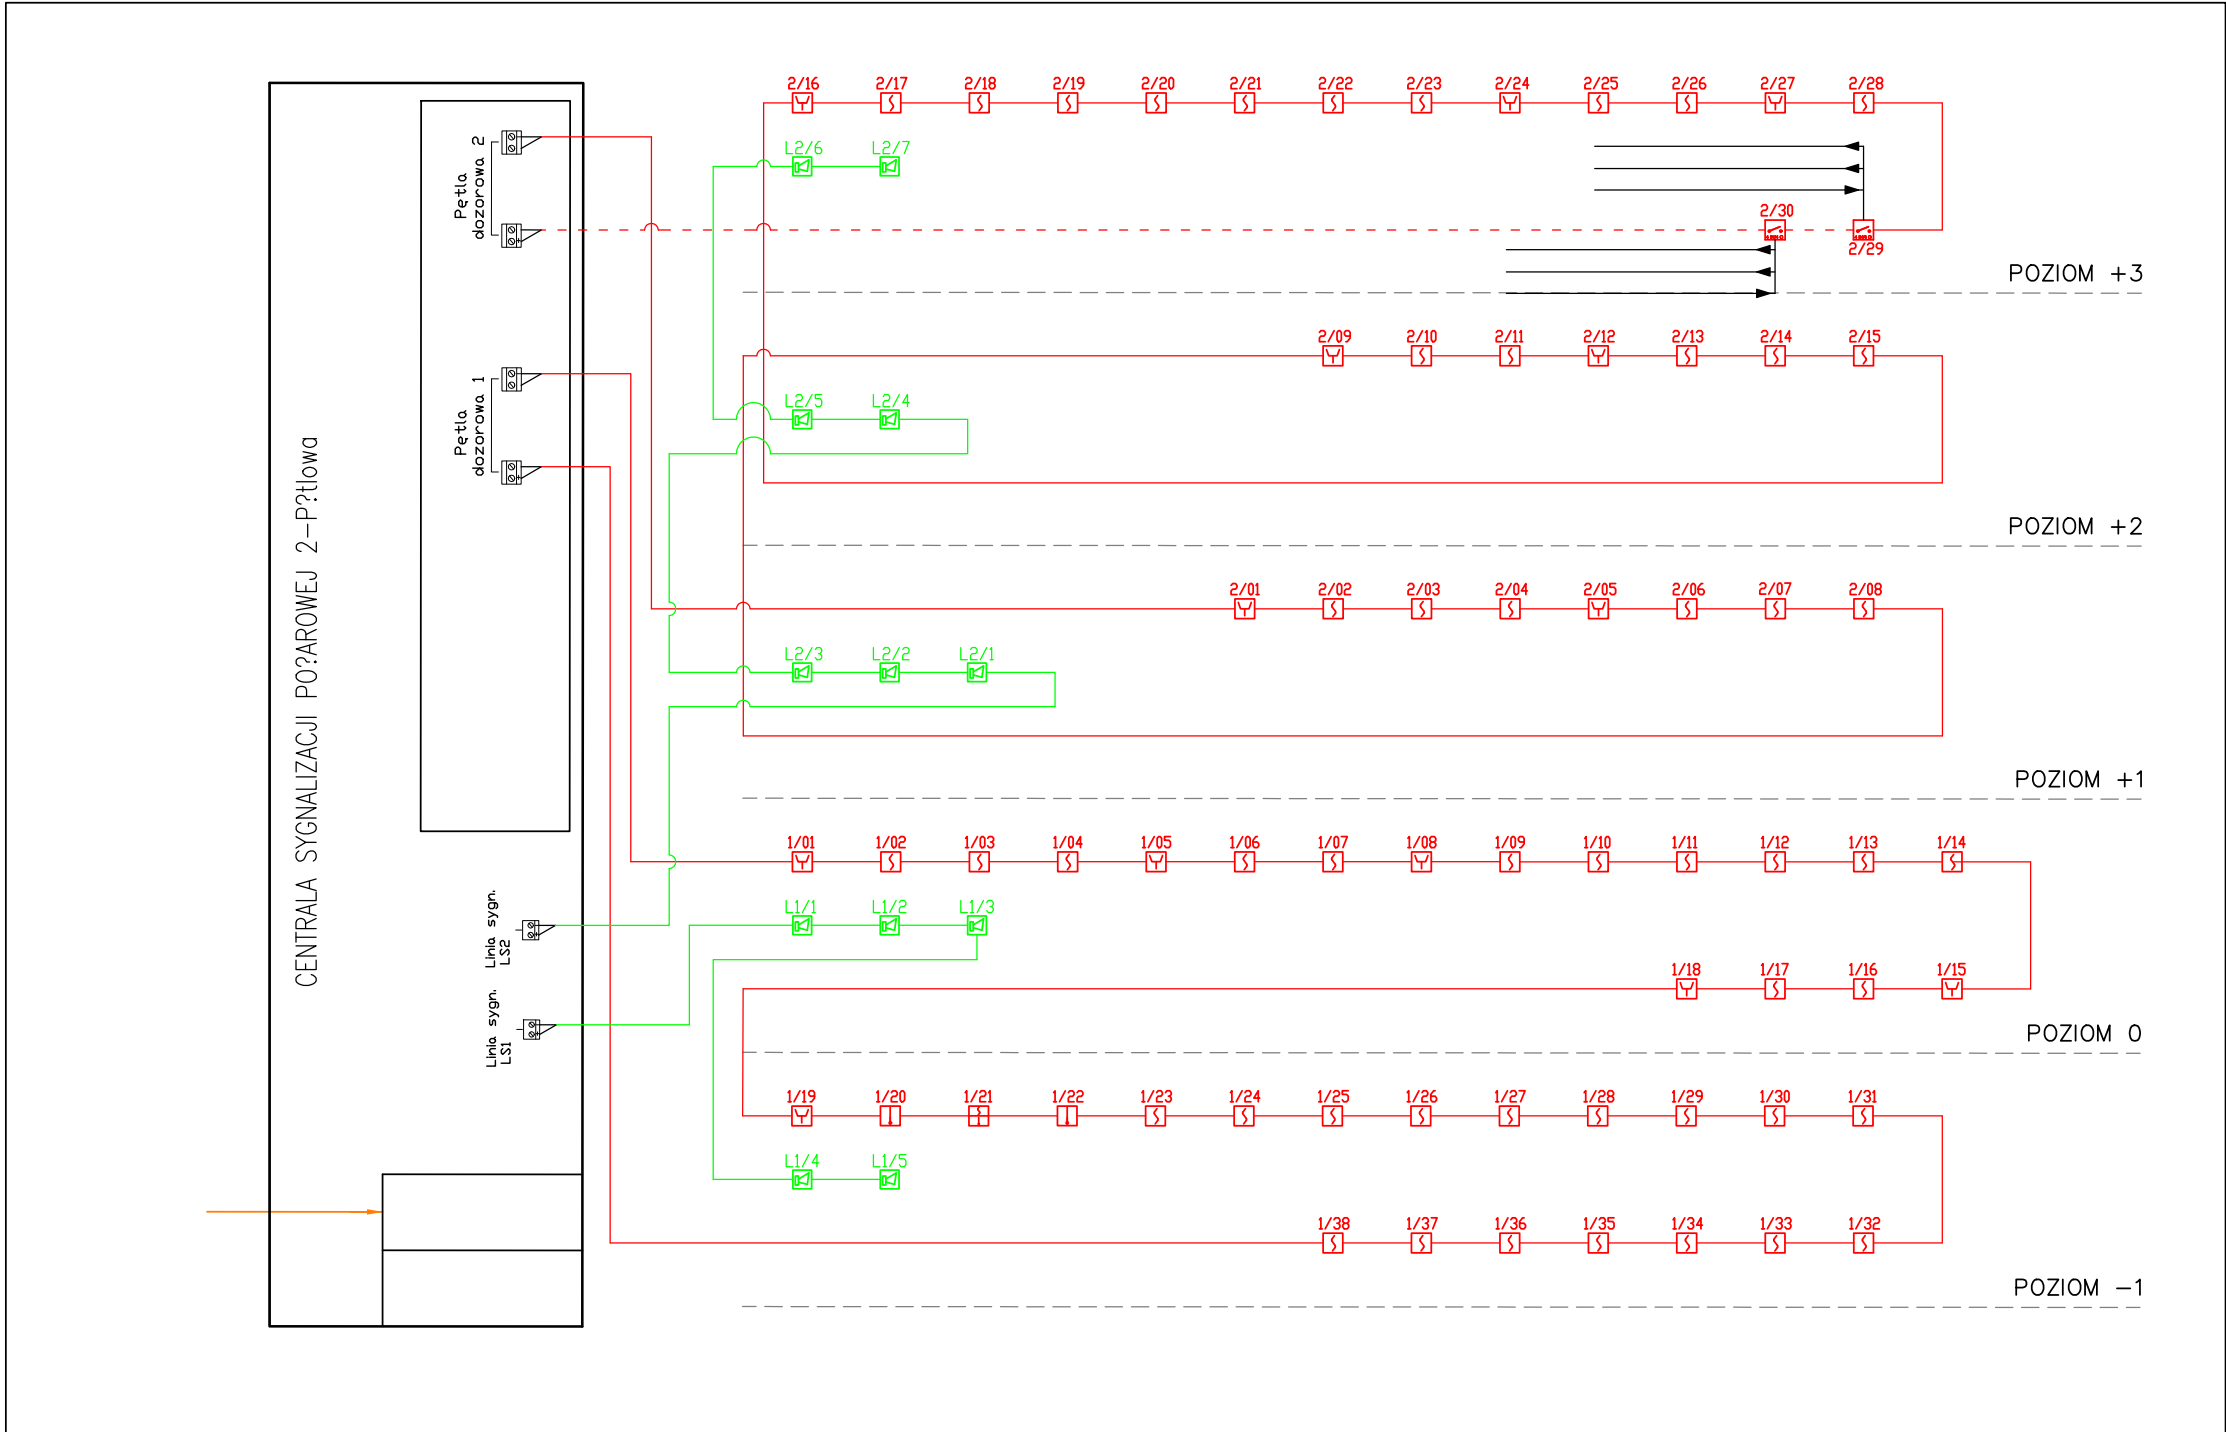 CENTRALA SYGNALIZACJI PO?AROWEJ 2-P?tlowa
Pętla
dozorowa 2
Pętla
dozorowa 1
Linia sygn.
LS2
Linia sygn.
LS1
2/16 2/17 2/18 2/19 2/20 2/21 2/22 2/23 2/24 2/25 2/26 2/27 2/28
L2/6 L2/7
2/30
2/29
POZIOM +3
2/09 2/10 2/11 2/12 2/13 2/14 2/15
L2/5 L2/4
POZIOM +2
2/01 2/02 2/03 2/04 2/05 2/06 2/07 2/08
L2/3 L2/2 L2/1
POZIOM +1
1/01 1/02 1/03 1/04 1/05 1/06 1/07 1/08 1/09 1/10 1/11 1/12 1/13 1/14
L1/1 L1/2 L1/3
1/18 1/17 1/16 1/15
POZIOM 0
1/19 1/20 1/21 1/22 1/23 1/24 1/25 1/26 1/27 1/28 1/29 1/30 1/31
L1/4 L1/5
1/38 1/37 1/36 1/35 1/34 1/33 1/32
POZIOM -1